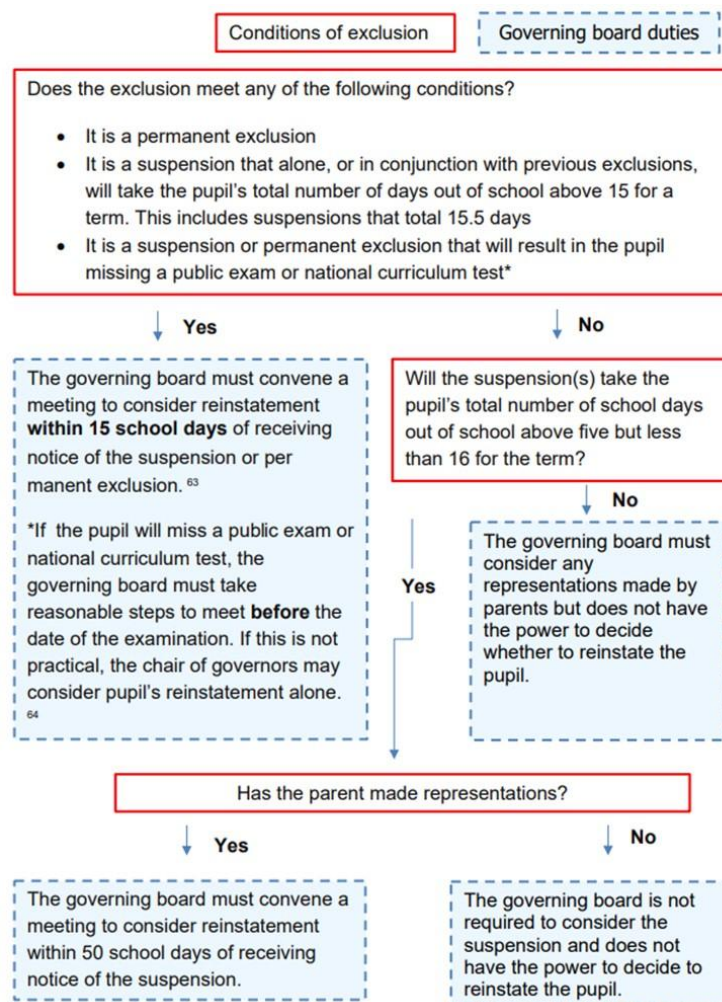 Conditions of exclusion
Governing board duties
Does the exclusion meet any of the following conditions?
• It is a permanent exclusion
• It is a suspension that alone, or in conjunction with previous exclusions,
will take the pupil's total number of days out of school above 15 for a
term. This includes suspensions that total 15.5 days
• It is a suspension or permanent exclusion that will result in the pupil
missing a public exam or national curriculum test*
Yes
No
The governing board must convene a
meeting to consider reinstatement
within 15 school days of receiving
notice of the suspension or per
manent exclusion. 63
*If the pupil will miss a public exam or
national curriculum test, the
governing board must take
reasonable steps to meet before the
date of the examination. If this is not
practical, the chair of governors may
consider pupil's reinstatement alone.
64
Will the suspension(s) take the
pupil's total number of school days
out of school above five but less
than 16 for the term?
No
Yes
The governing board must
consider any
representations made by
parents but does not have
the power to decide
whether to reinstate the
pupil.
Has the parent made representations?
Yes
No
The governing board must convene a
meeting to consider reinstatement
within 50 school days of receiving
notice of the suspension.
The governing board is not
required to consider the
suspension and does not
have the power to decide to
reinstate the pupil.